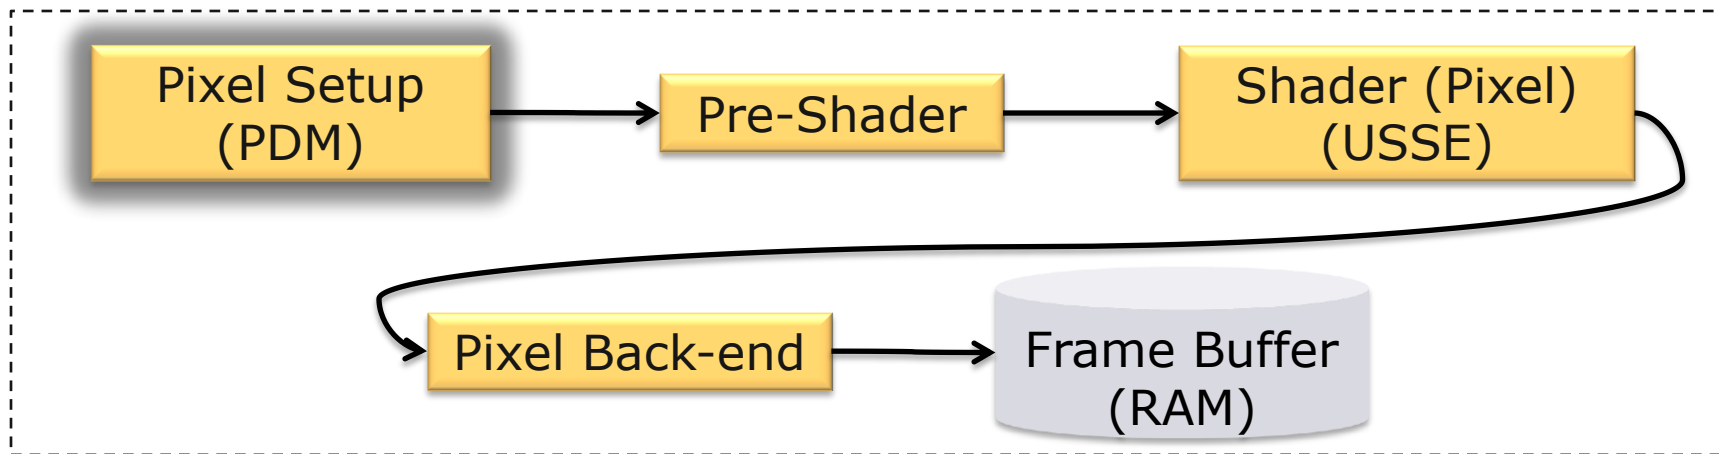 Pixel Setup
(PDM)
Pre-Shader
Shader (Pixel)
(USSE)
Pixel Back-end
Frame Buffer
(RAM)